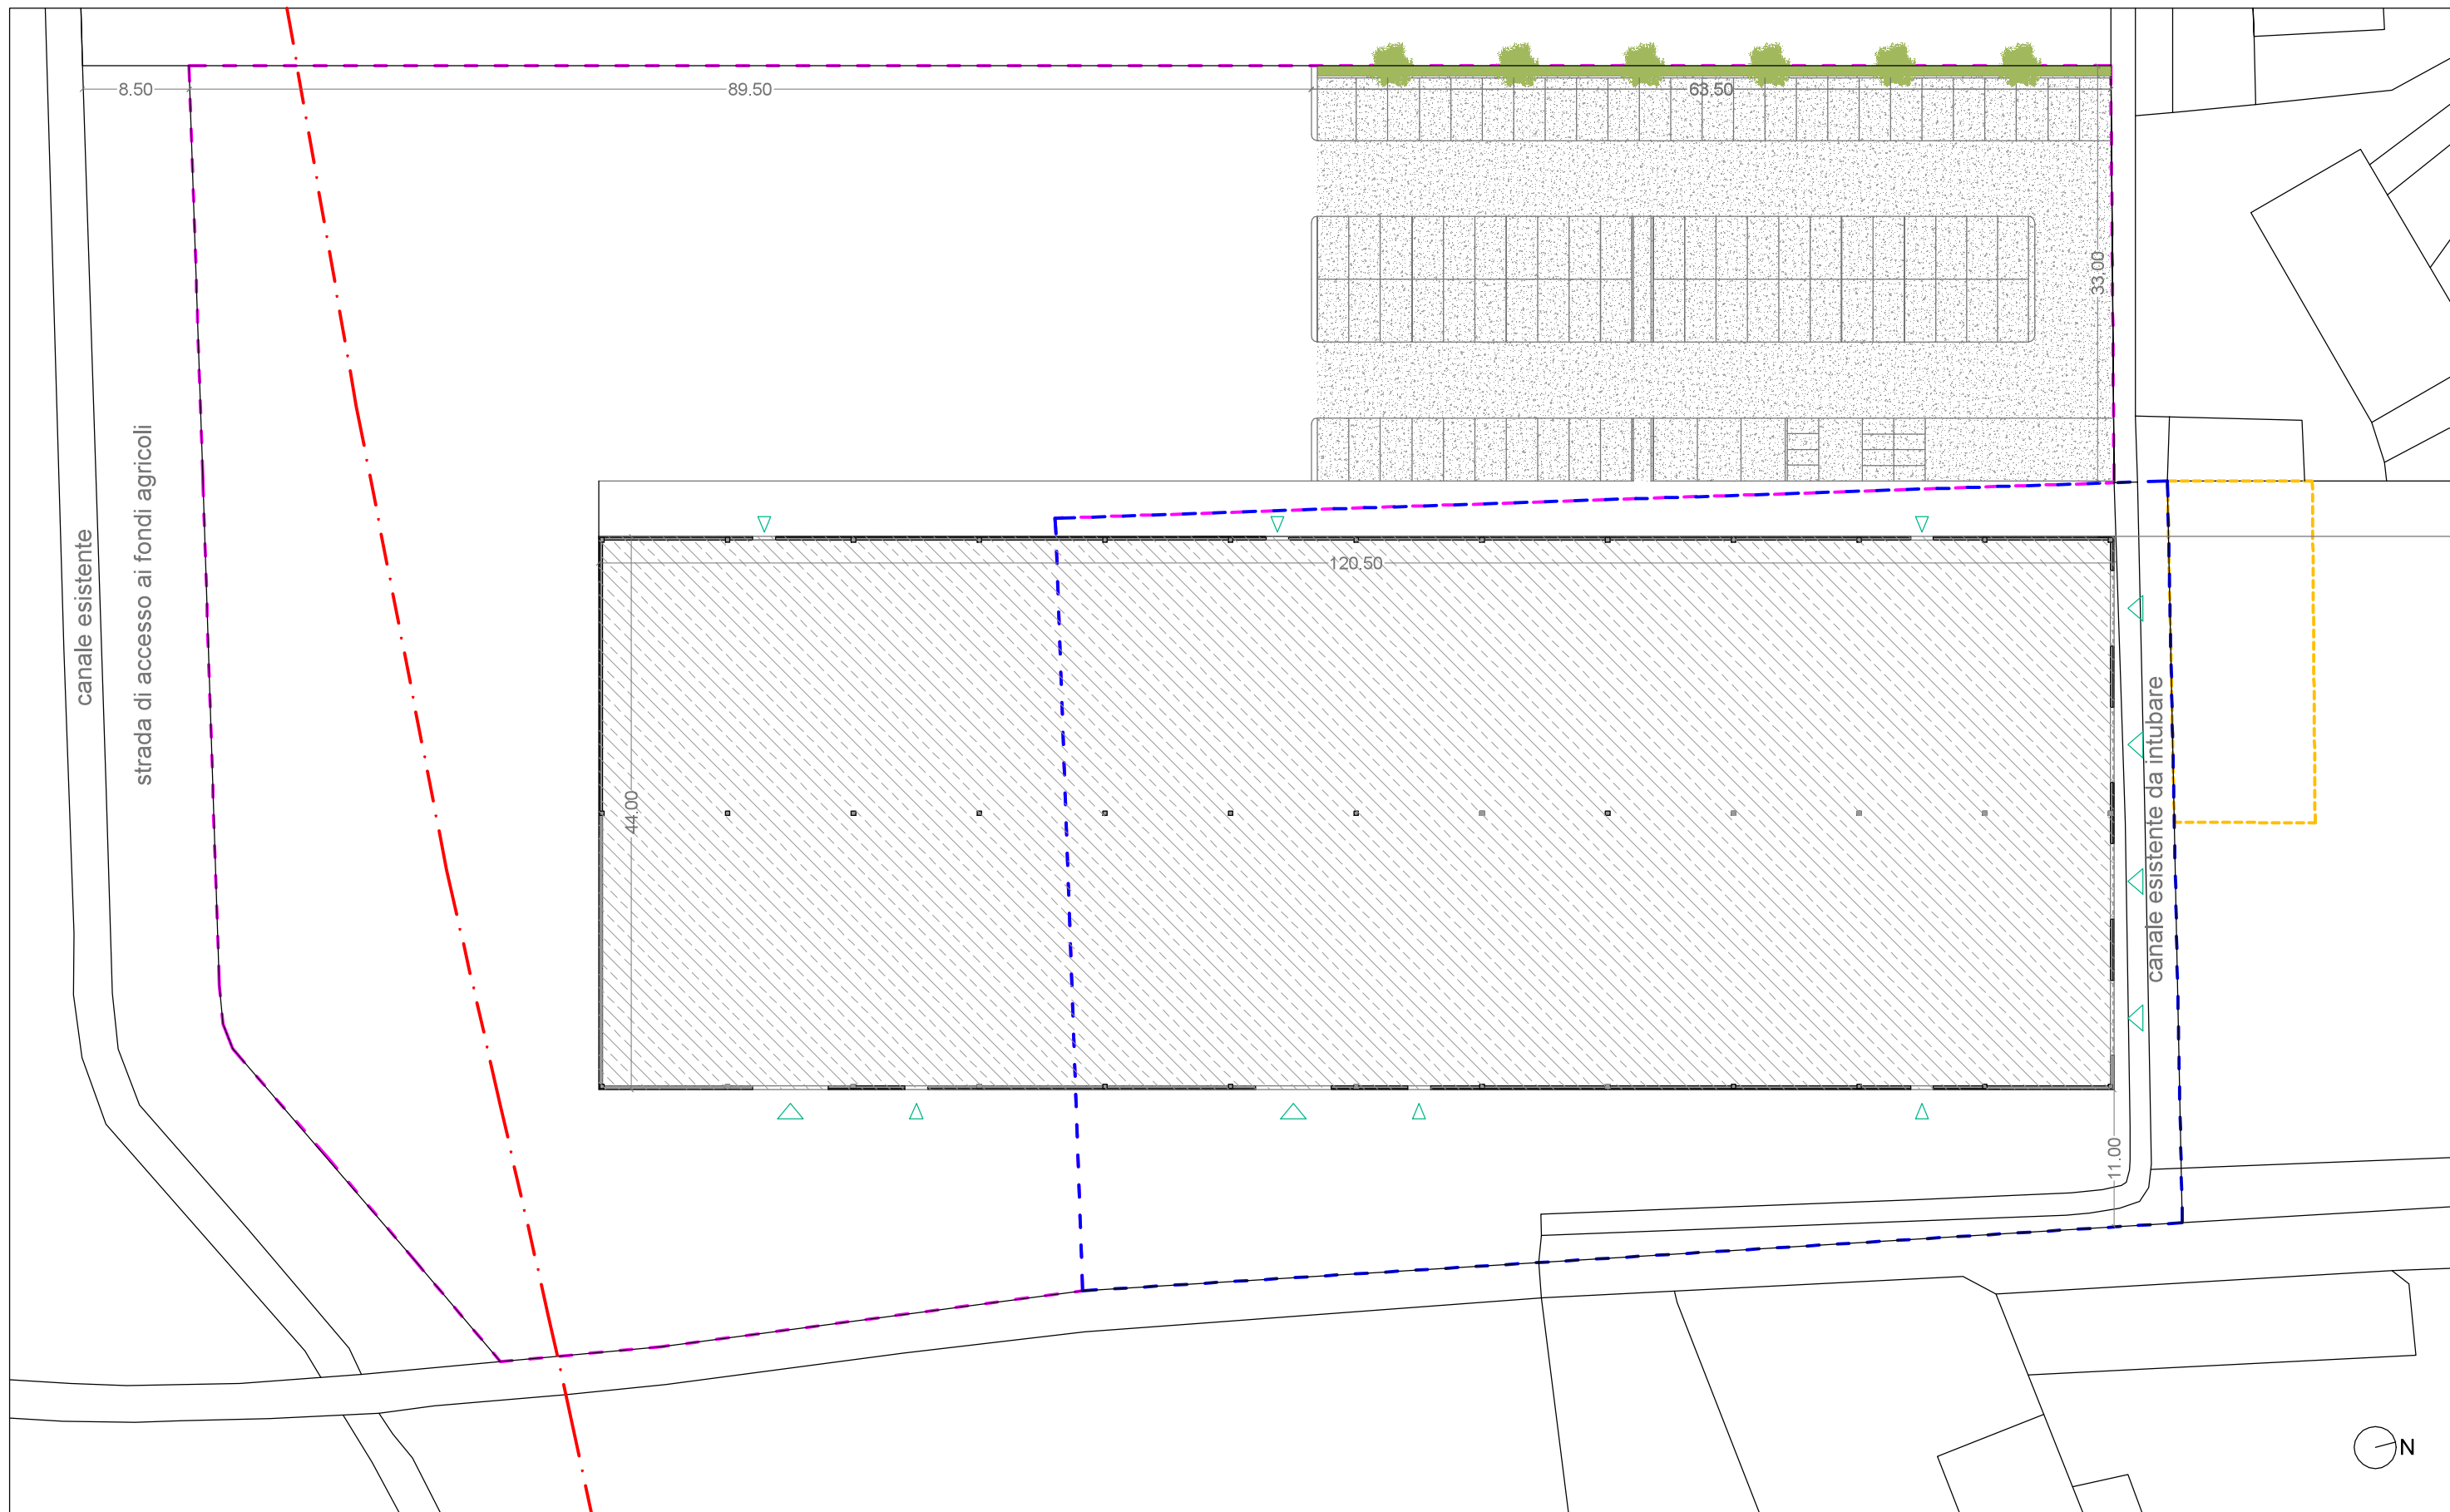 8.50
89.50
63.50
33.00
canale esistente
strada di accesso ai fondi agricoli
120.50
44.00
canale esistente da intubare
11.00
N